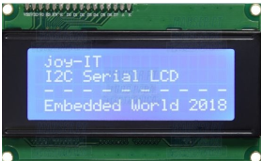 joy-IT
I2C Serial LCD
- - - - - - - - - - - - - -
Embedded World 2018